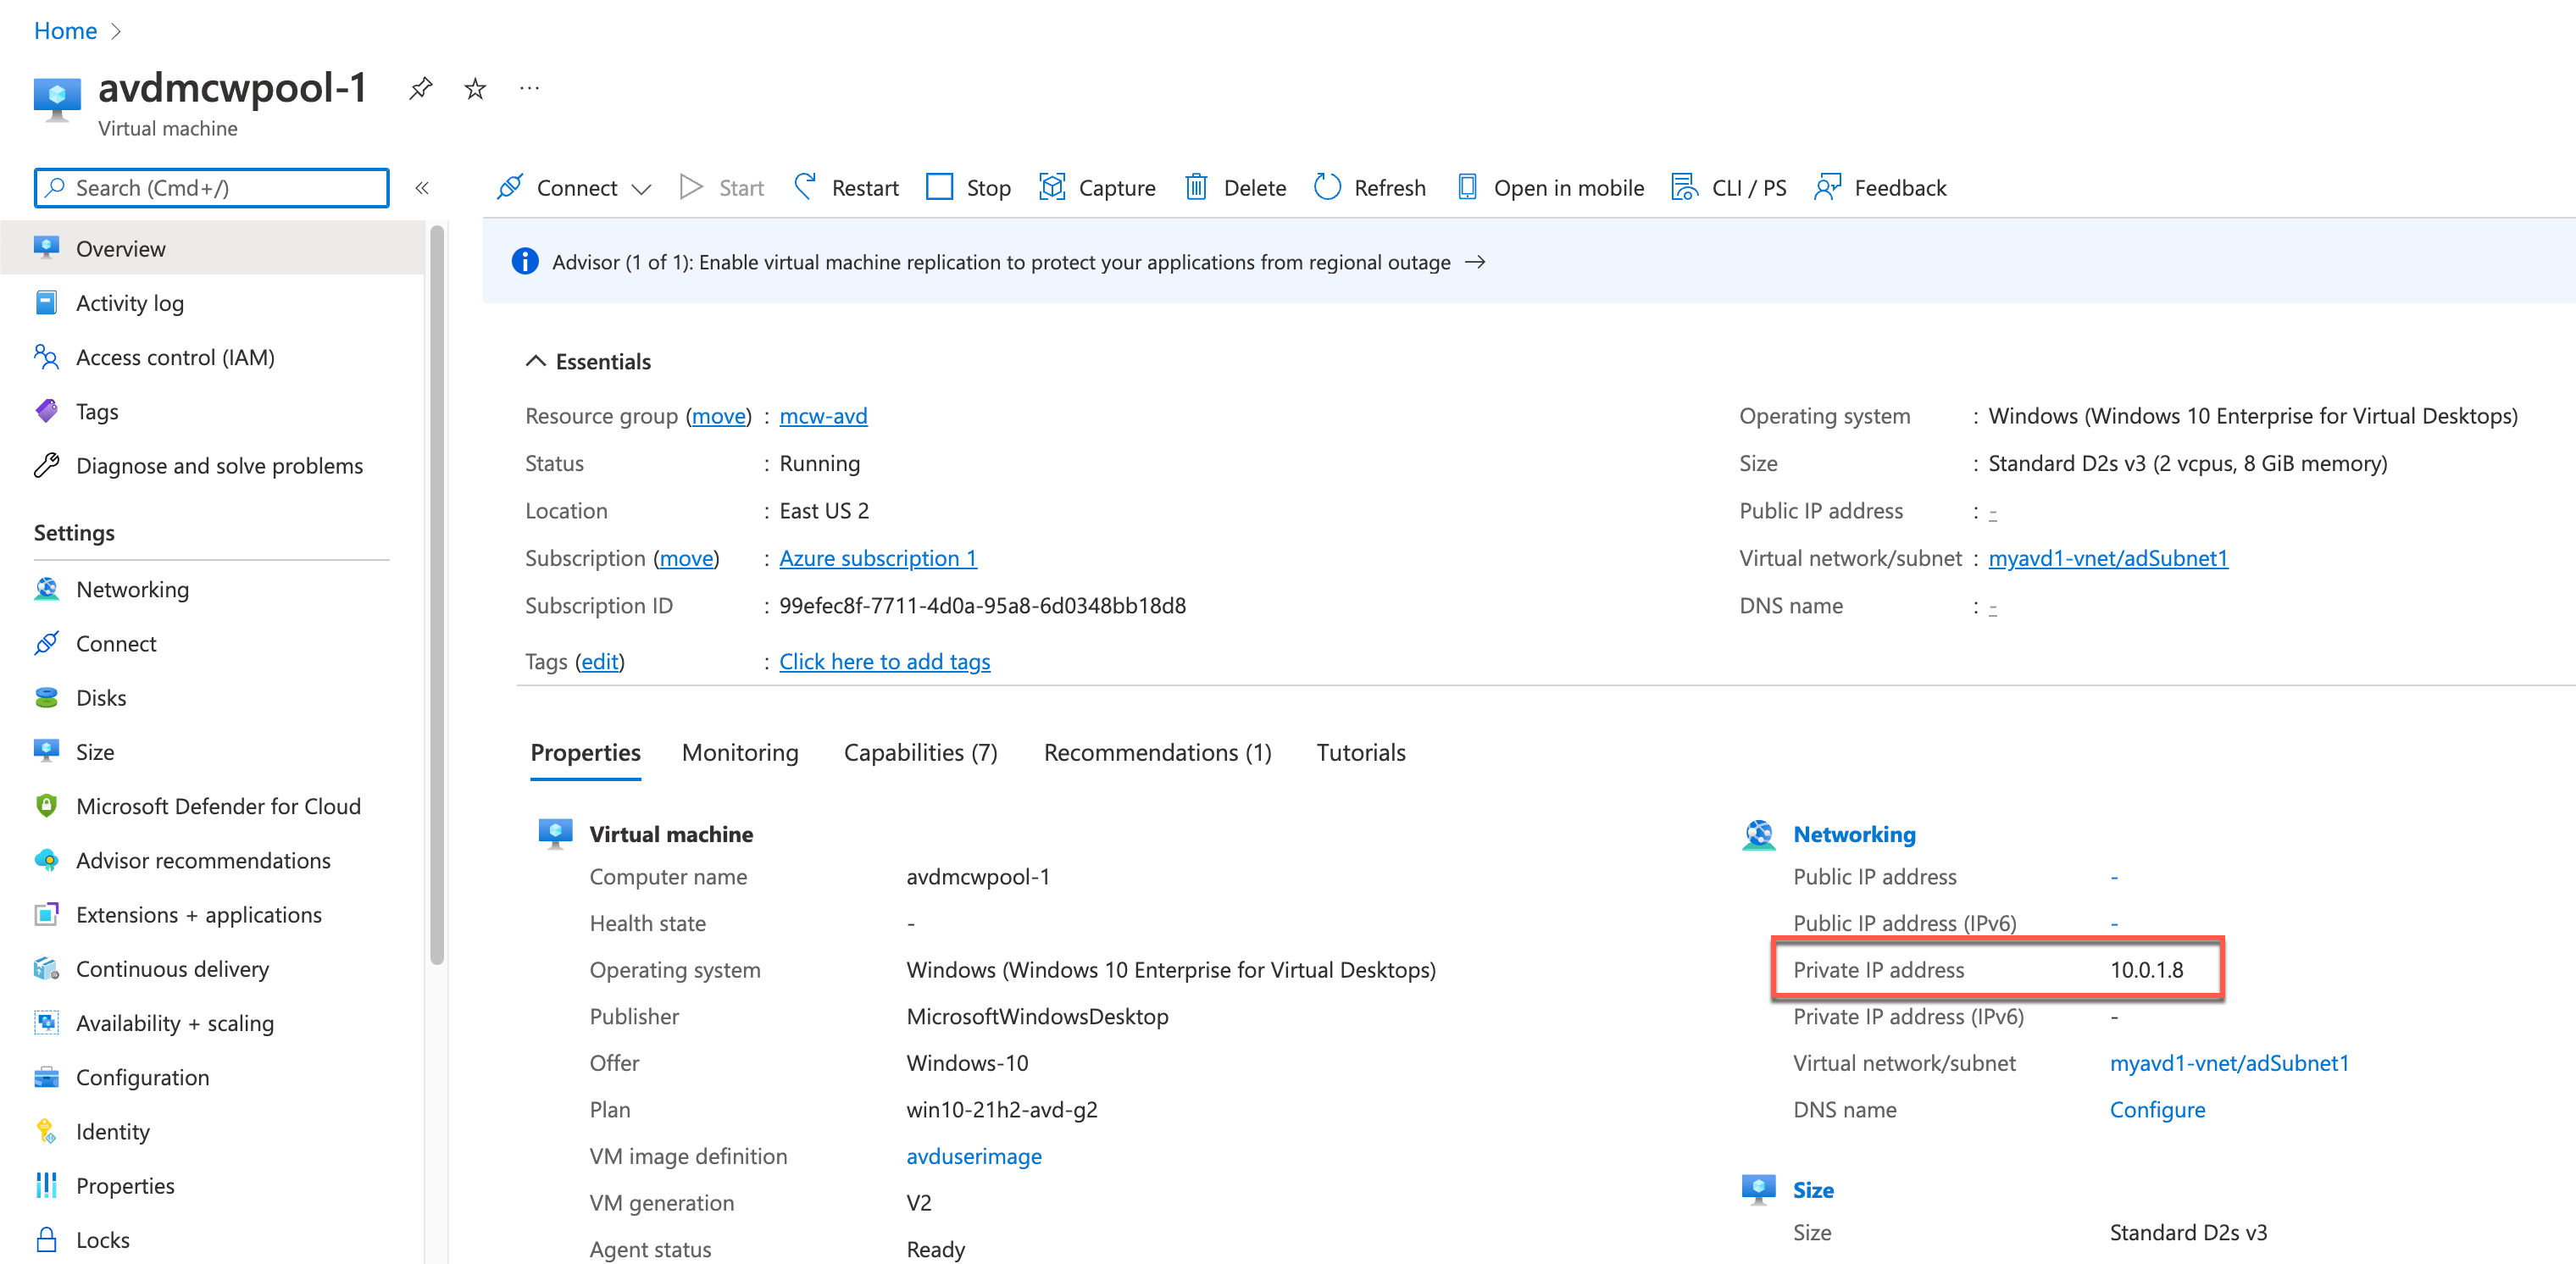 Home
avdmcwpool-1
Virtual machine
Search (Cmd+/)
Connect Start Restart Stop Capture Delete Refresh Open in mobile CLI / PS Feedback
Overview
Activity log
Access control (IAM)
Tags
Diagnose and solve problems
Settings
Networking
Connect
Disks
Size
Microsoft Defender for Cloud
Advisor recommendations
Extensions + applications
Continuous delivery
Availability + scaling
Configuration
Identity
Properties
Locks
Advisor (1 of 1): Enable virtual machine replication to protect your applications from regional outage →
Essentials
Resource group (move) : mcw-avd
Status : Running
Location : East US 2
Subscription (move) : Azure subscription 1
Subscription ID : 99efec8f-7711-4d0a-95a8-6d0348bb18d8
Tags (edit) : Click here to add tags
Operating system : Windows (Windows 10 Enterprise for Virtual Desktops)
Size : Standard D2s v3 (2 vcpus, 8 GiB memory)
Public IP address : -
Virtual network/subnet : myavd1-vnet/adSubnet1
DNS name : -
Properties Monitoring Capabilities (7) Recommendations (1) Tutorials
Virtual machine
Computer name avdmcwpool-1
Health state -
Operating system Windows (Windows 10 Enterprise for Virtual Desktops)
Publisher MicrosoftWindowsDesktop
Offer Windows-10
Plan win10-21h2-avd-g2
VM image definition avduserimage
VM generation V2
Agent status Ready
Networking
Public IP address -
Public IP address (IPv6) -
Private IP address 10.0.1.8
Private IP address (IPv6) -
Virtual network/subnet myavd1-vnet/adSubnet1
DNS name Configure
Size
Size Standard D2s v3